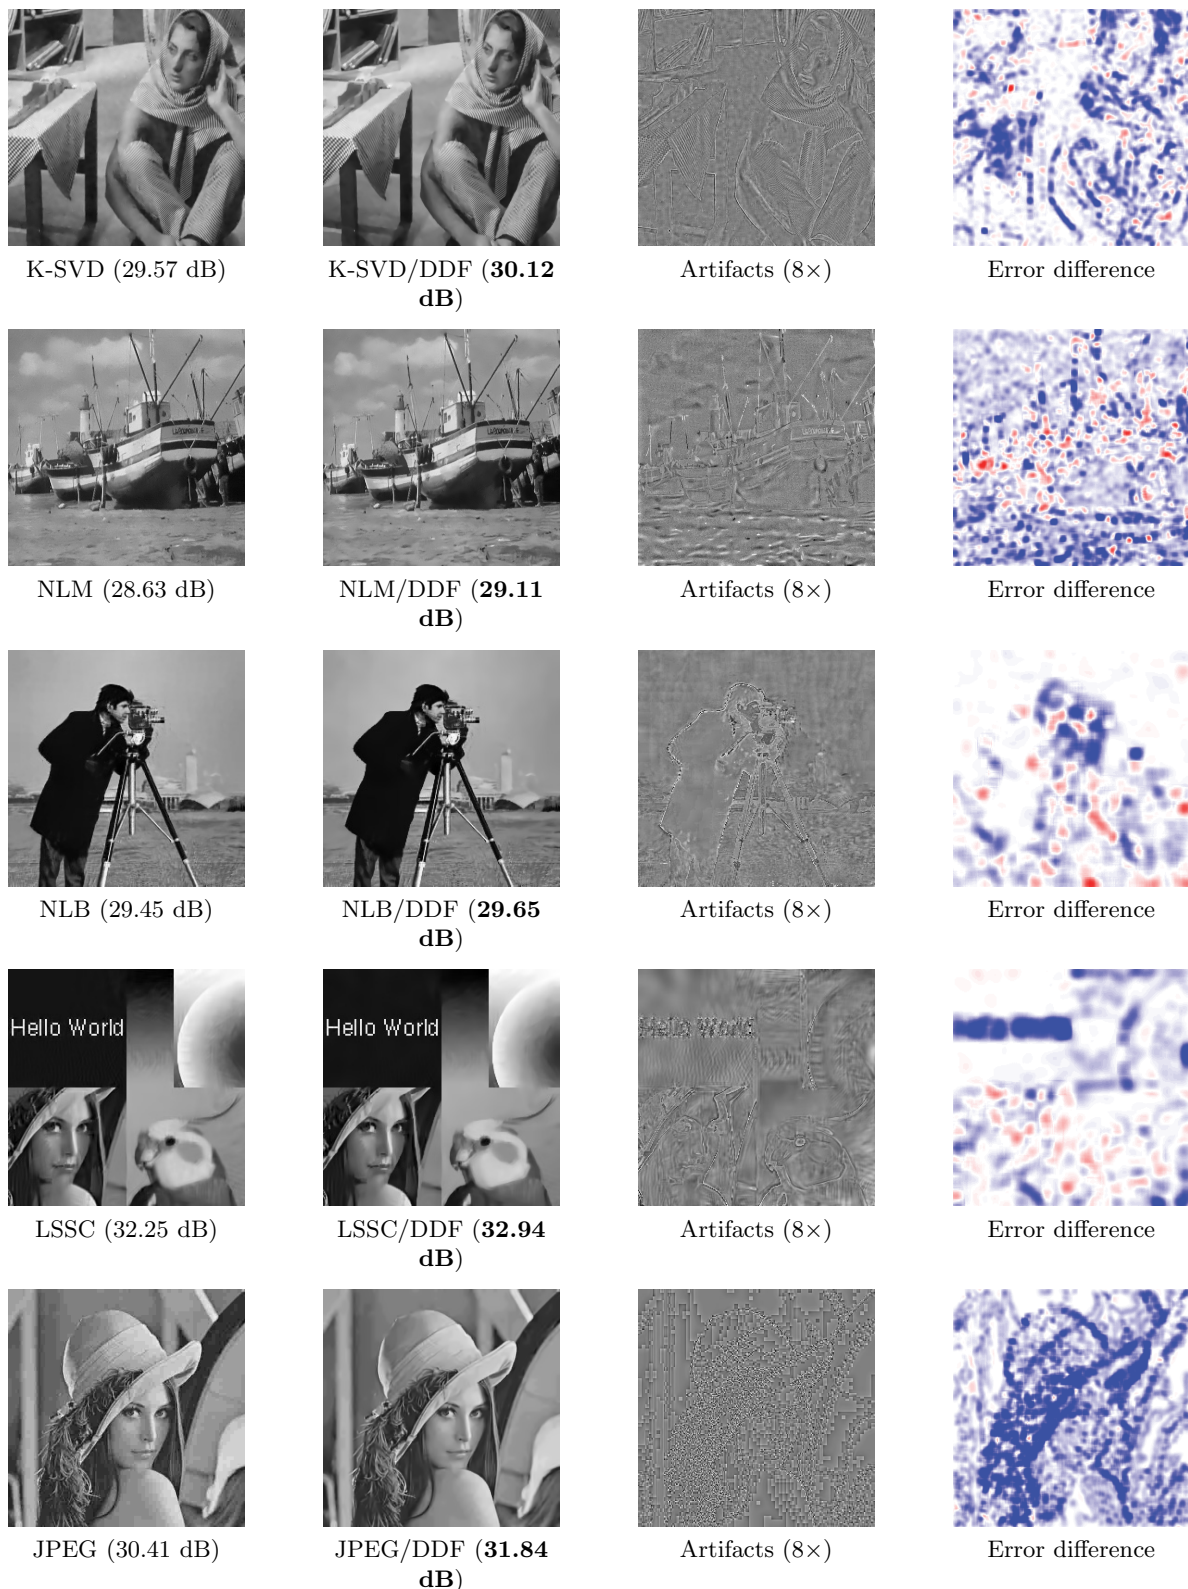 K-SVD (29.57 dB)
K-SVD/DDF (30.12
dB)
Artifacts (8×)
Error difference
NLM (28.63 dB)
NLM/DDF (29.11
dB)
Artifacts (8×)
Error difference
NLB (29.45 dB)
NLB/DDF (29.65
dB)
Artifacts (8×)
Error difference
Hello World
Hello World
Hello World
LSSC (32.25 dB)
LSSC/DDF (32.94
dB)
Artifacts (8×)
Error difference
JPEG (30.41 dB)
JPEG/DDF (31.84
dB)
Artifacts (8×)
Error difference